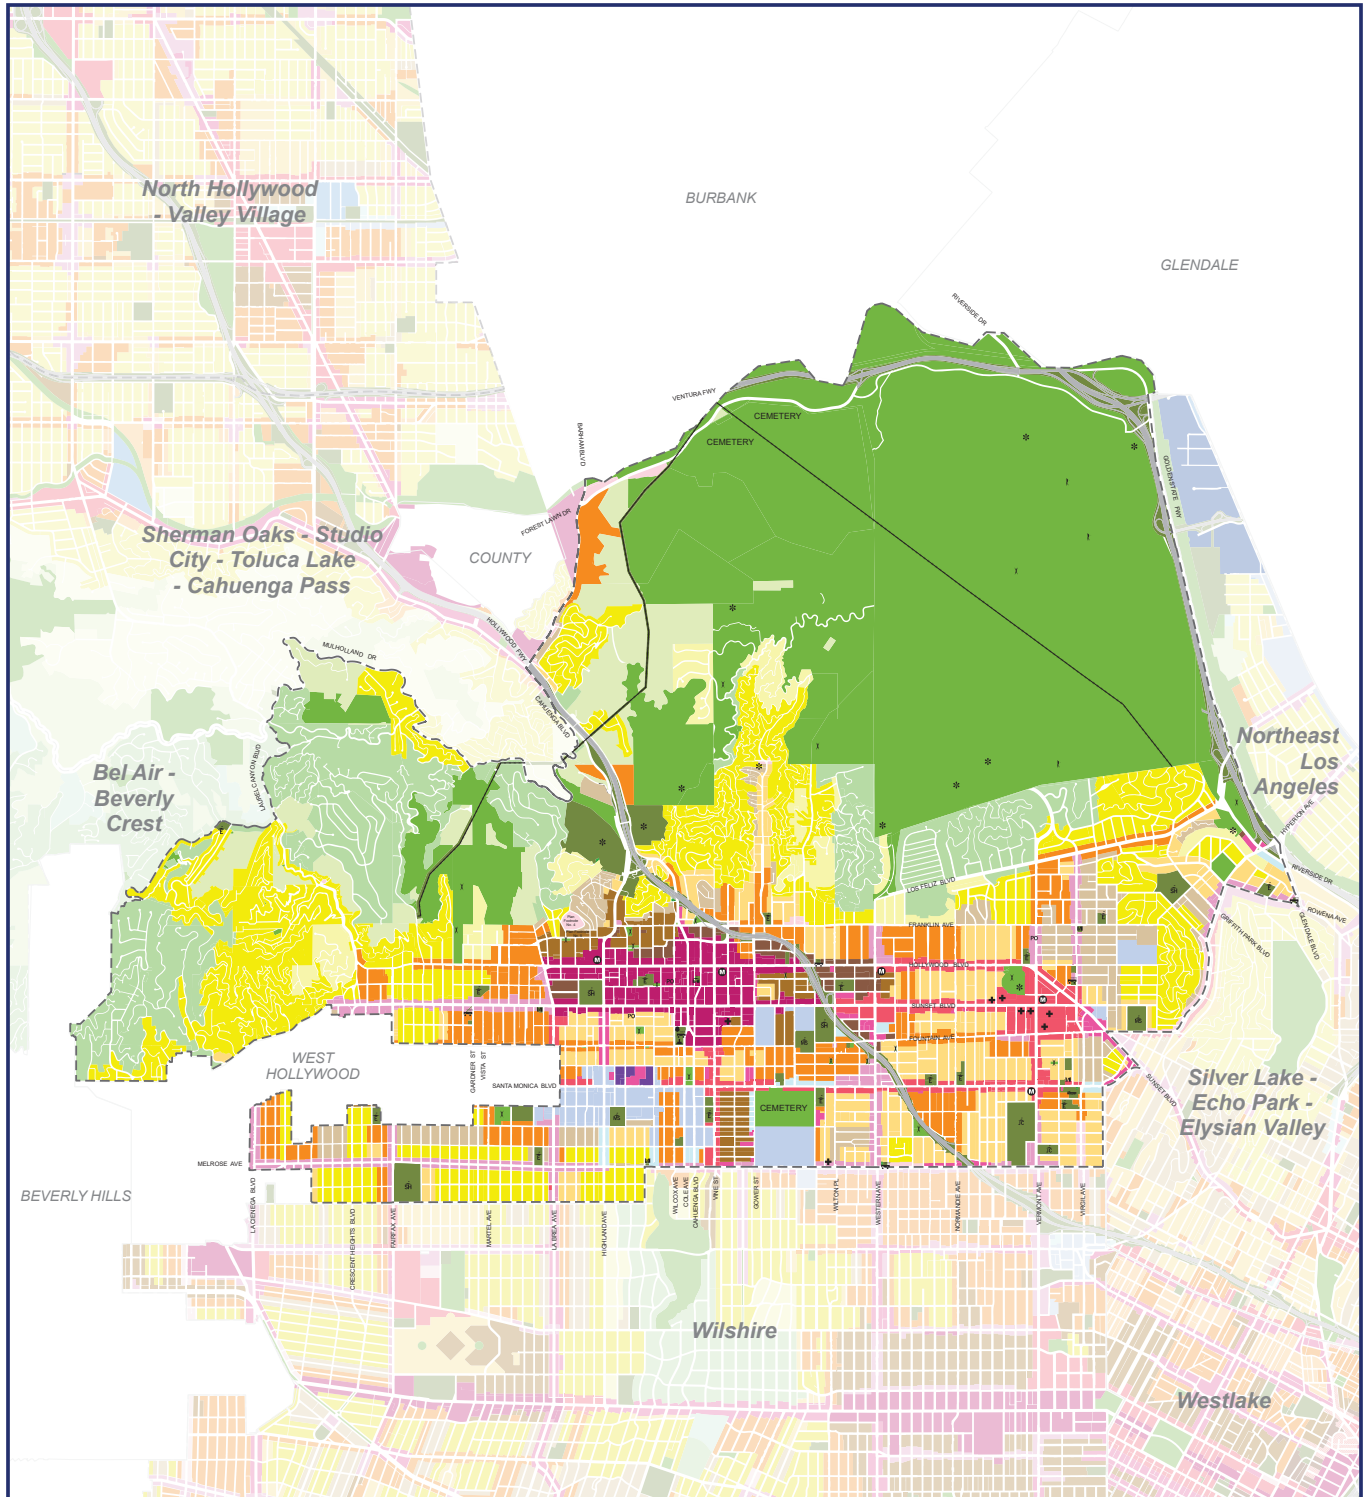 North Hollywood
- Valley Village
BURBANK
GLENDALE
RIVERSIDE DR
VENTURA FWY
CEMETERY
CEMETERY
BARHAM BLVD
GOLDEN STATE FWY
FOREST LAWN DR
Sherman Oaks - Studio
City - Toluca Lake
- Cahuenga Pass
COUNTY
HOLLYWOOD FWY
MULHOLLAND DR
CAHUENGA BLVD
LAUREL CANYON BLVD
Bel Air -
Beverly
Crest
Northeast
Los
Angeles
HYPERION AVE
RIVERSIDE DR
LOS FELIZ BLVD
ROWENA AVE
GLENDALE BLVD
GRIFFITH PARK BLVD
FRANKLIN AVE
PO
HOLLYWOOD BLVD
M
M
M
M
SUNSET BLVD
PO
FOUNTAIN AVE
WEST
HOLLYWOOD
GARDNER ST
VISTA ST
SANTA MONICA BLVD
M
CEMETERY
SUNSET BLVD
Silver Lake -
Echo Park -
Elysian Valley
MELROSE AVE
BEVERLY HILLS
LA CIENEGA BLVD
CRESCENT HEIGHTS BLVD
FAIRFAX AVE
MARTEL AVE
LA BREA AVE
HIGHLAND AVE
WILCOX AVE
COLE AVE
CAHUENGA BLVD
VINE ST
GOWER ST
WILTON PL
WESTERN AVE
NORMANDIE AVE
VERMONT AVE
VIRGIL AVE
Wilshire
Westlake